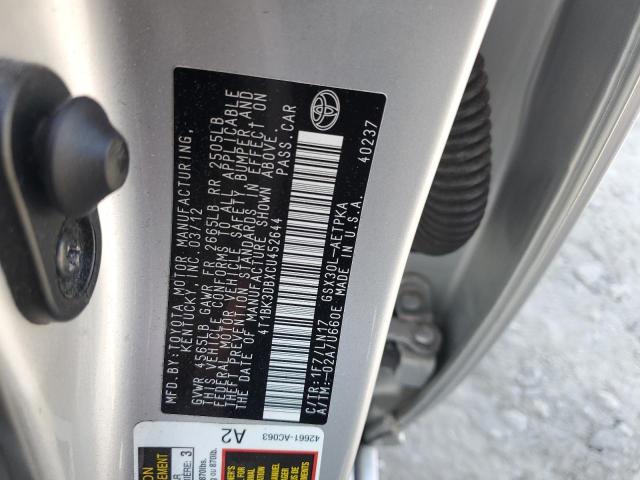 MFD.BY:TOYOTA MOTOR MANUFACTURING,
KENTUCKY, INC. 03/12
GVWR 4565LB GAWR FR 2665LB RR 2505LB
THIS VEHICLE CONFORMS TO ALL APPLICABLE
FEDERAL MOTOR VEHICLE SAFETY, BUMPER, AND
THEFT PREVENTION STANDARDS IN EFFECT ON
THE DATE OF MANUFACTURE SHOWN ABOVE.
4T1BK3DBXCU452644 PASS.CAR
C/TR:1F7/LN17 GSX30L-AETPKA
A/TM:-02A/U660E U.S.A. 40237
42661-AC063
A2